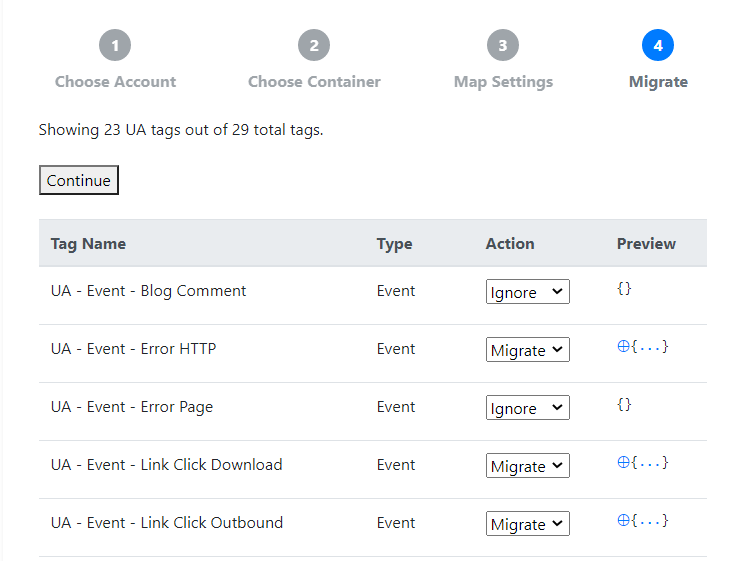 1 2 3 4
Choose Account Choose Container Map Settings Migrate
Showing 23 UA tags out of 29 total tags.
Continue
Tag Name Type Action Preview
UA - Event - Blog Comment Event Ignore {}
UA - Event - Error HTTP Event Migrate {...}
UA - Event - Error Page Event Ignore {}
UA - Event - Link Click Download Event Migrate {...}
UA - Event - Link Click Outbound Event Migrate {...}